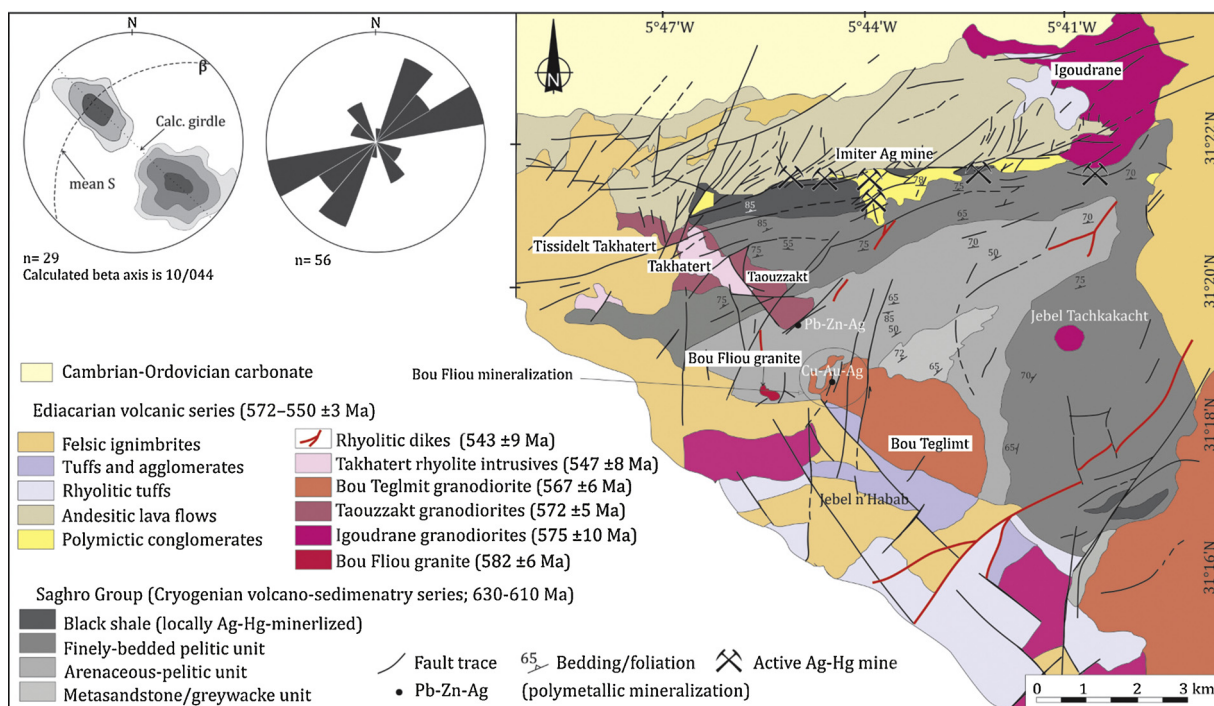 N
N
β
Calc. girdle
mean S
n= 29
Calculated beta axis is 10/044
n= 56
5°47'W
5°44'W
5°41'W
N
Igoudrane
31°22'N
Imiter Ag mine
78
75
70
85
65
70
75
55
75
70
50
Tissidelt Takhatert
Takhatert
Taouzzakt
31°20'N
75
65
75
85
50
Pb-Zn-Ag
Jebel Tachkakacht
72
65
70
Bou Fliou granite
Bou Fliou mineralization
Cu-Au-Ag
31°18'N
Bou Teglimt
65
Jebel n'Habab
31°16'N
Cambrian-Ordovician carbonate
Ediacarian volcanic series (572–550 ±3 Ma)
Felsic ignimbrites
Tuffs and agglomerates
Rhyolitic tuffs
Andesitic lava flows
Polymictic conglomerates
Rhyolitic dikes (543 ±9 Ma)
Takhatert rhyolite intrusives (547 ±8 Ma)
Bou Teglmit granodiorite (567 ±6 Ma)
Taouzzakt granodiorites (572 ±5 Ma)
Igoudrane granodiorites (575 ±10 Ma)
Bou Fliou granite (582 ±6 Ma)
Saghro Group (Cryogenian volcano-sedimenatry series; 630-610 Ma)
Black shale (locally Ag-Hg-minerlized)
Finely-bedded pelitic unit
Arenaceous-pelitic unit
Metasandstone/greywacke unit
Fault trace
65 Bedding/foliation
Active Ag-Hg mine
Pb-Zn-Ag (polymetallic mineralization)
0 1 2 3 km